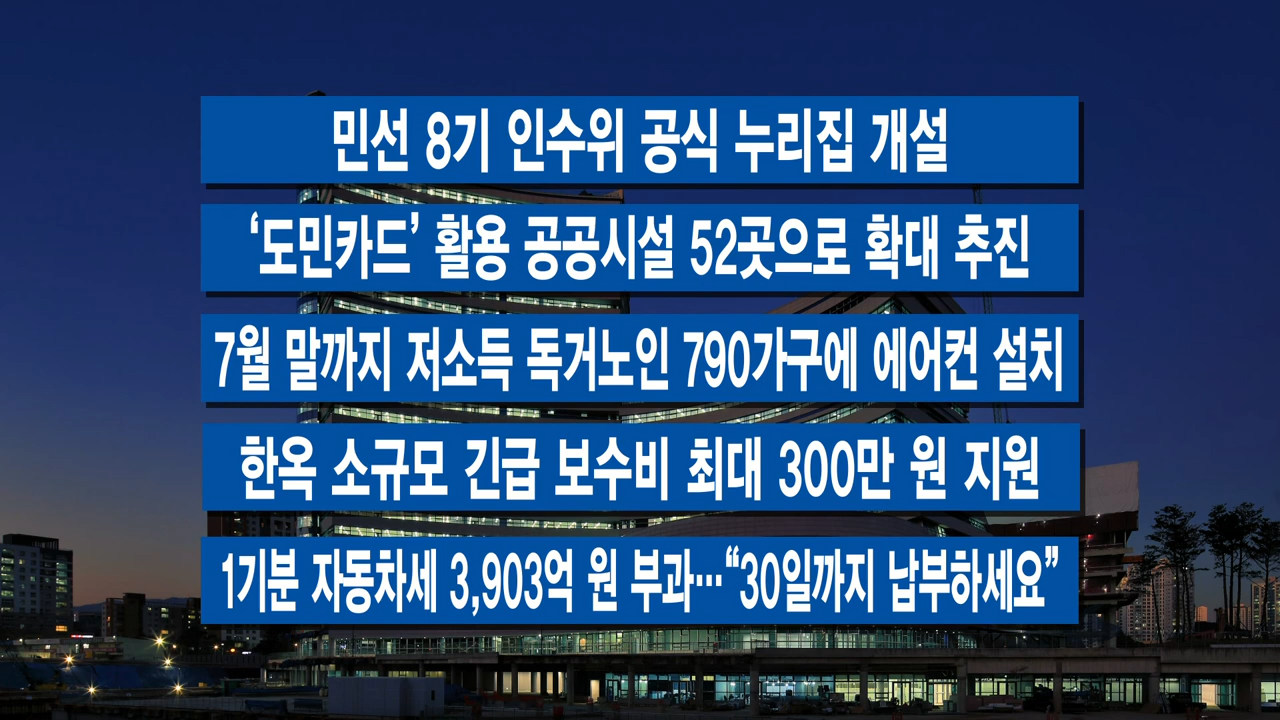 민선 8기 인수위 공식 누리집 개설
‘도민카드’ 활용 공공시설 52곳으로 확대 추진
7월 말까지 저소득 독거노인 790가구에 에어컨 설치
한옥 소규모 긴급 보수비 최대 300만 원 지원
1기분 자동차세 3,903억 원 부과…“30일까지 납부하세요”